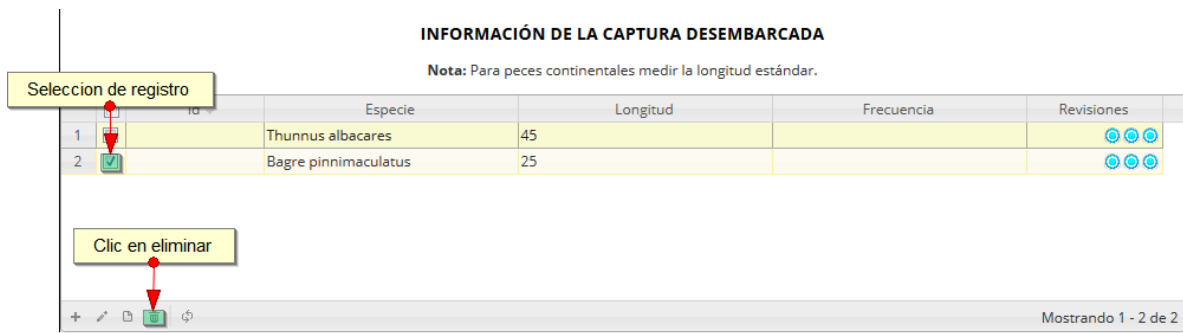 INFORMACIÓN DE LA CAPTURA DESEMBARCADA
Nota: Para peces continentales medir la longitud estándar.
Seleccion de registro
Id Especie Longitud Frecuencia Revisiones
1 Thunnus albacares 45
2 Bagre pinnimaculatus 25
Clic en eliminar
Mostrando 1 - 2 de 2